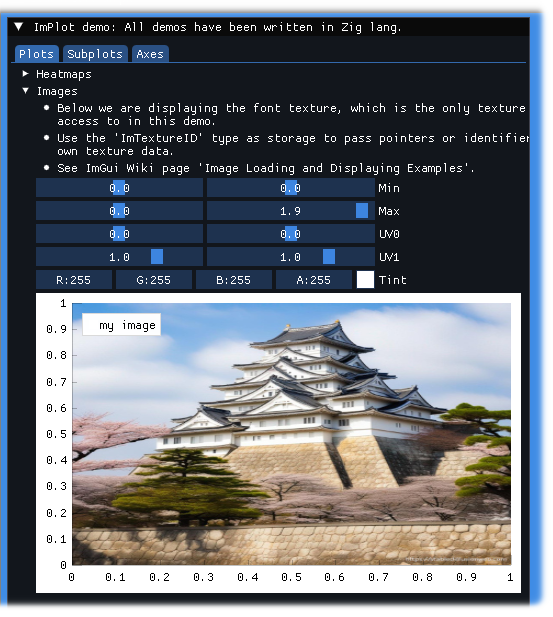 ImPlot demo: All demos have been written in Zig lang.
Plots Subplots Axes
Heatmaps
Images
Below we are displaying the font texture, which is the only texture
access to in this demo.
Use the 'ImTextureID' type as storage to pass pointers or identifier
own texture data.
See ImGui Wiki page 'Image Loading and Displaying Examples'.
0.0 0.0 Min
0.0 1.9 Max
0.0 0.0 UV0
1.0 1.0 UV1
R:255 G:255 B:255 A:255 Tint
my image
1
0.9
0.8
0.7
0.6
0.5
0.4
0.3
0.2
0.1
0
0 0.1 0.2 0.3 0.4 0.5 0.6 0.7 0.8 0.9 1